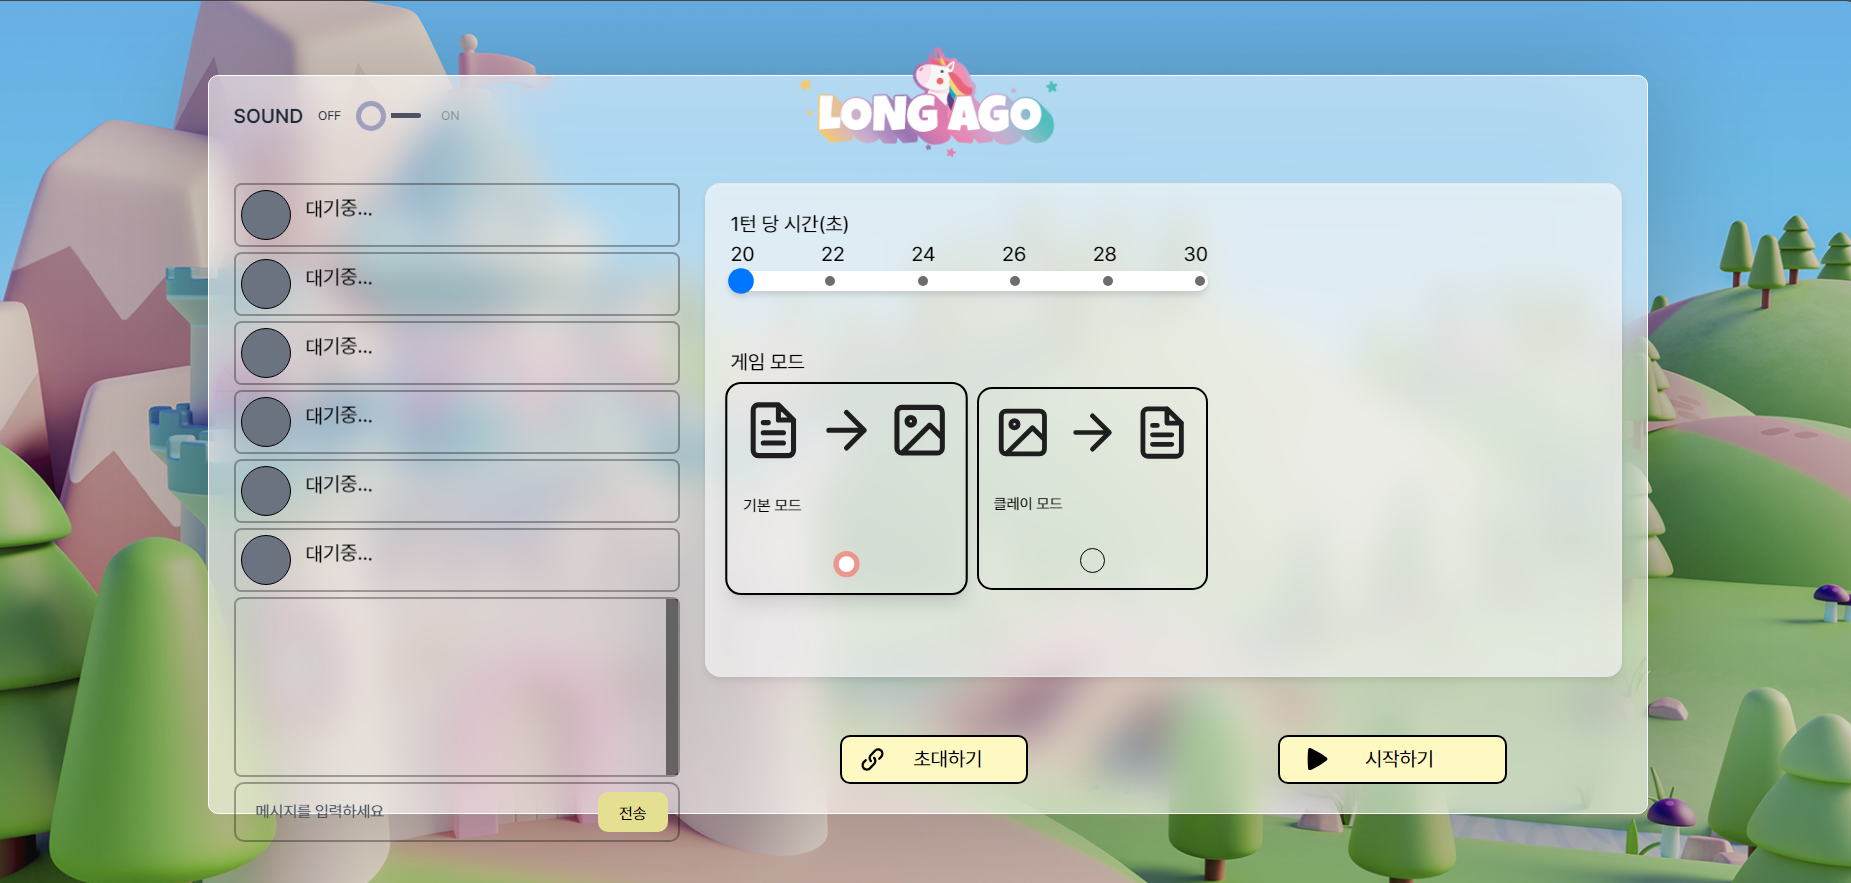 LONG AGO
SOUND OFF ON
대기중...
대기중...
대기중...
대기중...
대기중...
대기중...
메시지를 입력하세요
전송
1턴 당 시간(초)
20 22 24 26 28 30
게임 모드
기본 모드
클레이 모드
초대하기
시작하기